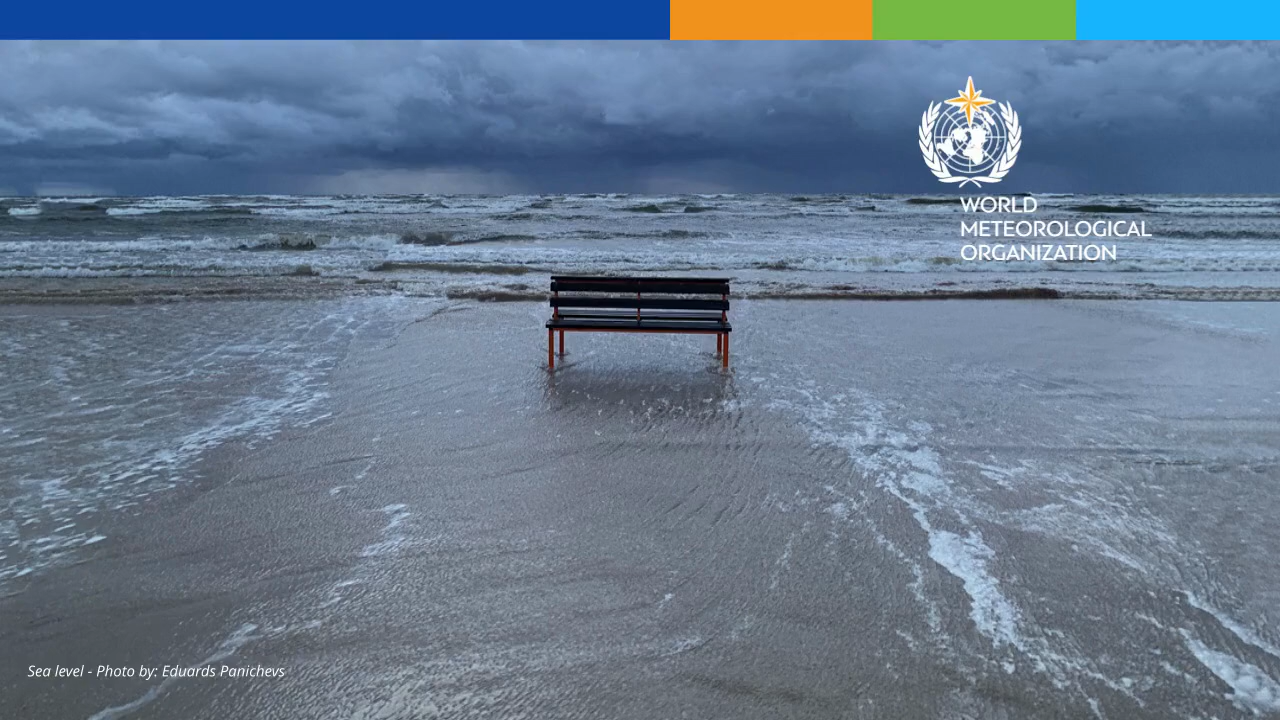 WORLD
METEOROLOGICAL
ORGANIZATION
Sea level - Photo by: Eduards Panichevs